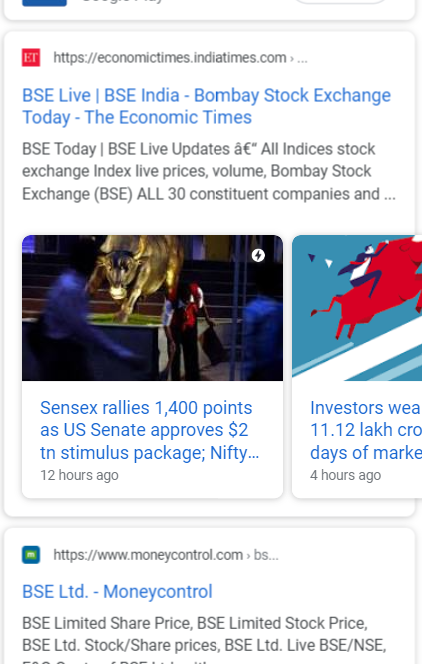 ET https://economictimes.indiatimes.com › ...
BSE Live | BSE India - Bombay Stock Exchange
Today - The Economic Times
BSE Today | BSE Live Updates â€“ All Indices stock
exchange Index live prices, volume, Bombay Stock
Exchange (BSE) ALL 30 constituent companies and ...
Sensex rallies 1,400 points
as US Senate approves $2
tn stimulus package; Nifty...
12 hours ago
Investors wea
11.12 lakh cro
days of marke
4 hours ago
https://www.moneycontrol.com › bs...
BSE Ltd. - Moneycontrol
BSE Limited Share Price, BSE Limited Stock Price,
BSE Ltd. Stock/Share prices, BSE Ltd. Live BSE/NSE,